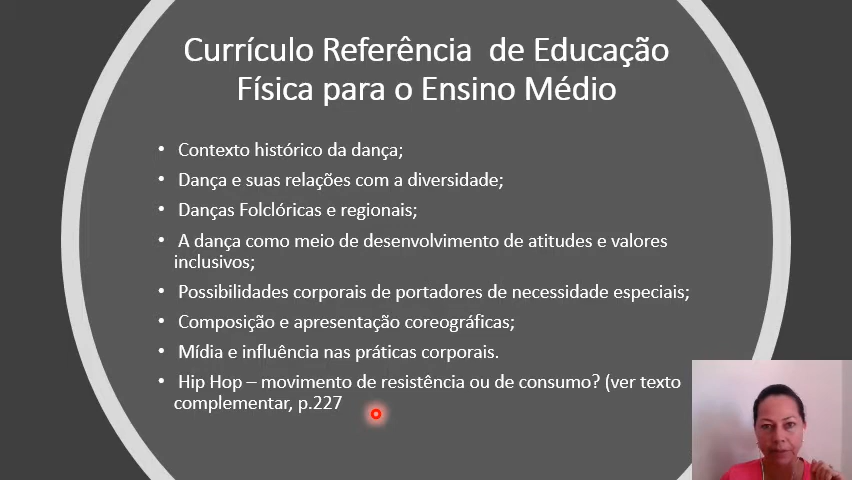 Currículo Referência de Educação
Física para o Ensino Médio
• Contexto histórico da dança;
• Dança e suas relações com a diversidade;
• Danças Folclóricas e regionais;
• A dança como meio de desenvolvimento de atitudes e valores
inclusivos;
• Possibilidades corporais de portadores de necessidade especiais;
• Composição e apresentação coreográficas;
• Mídia e influência nas práticas corporais.
• Hip Hop – movimento de resistência ou de consumo? (ver texto
complementar, p.227